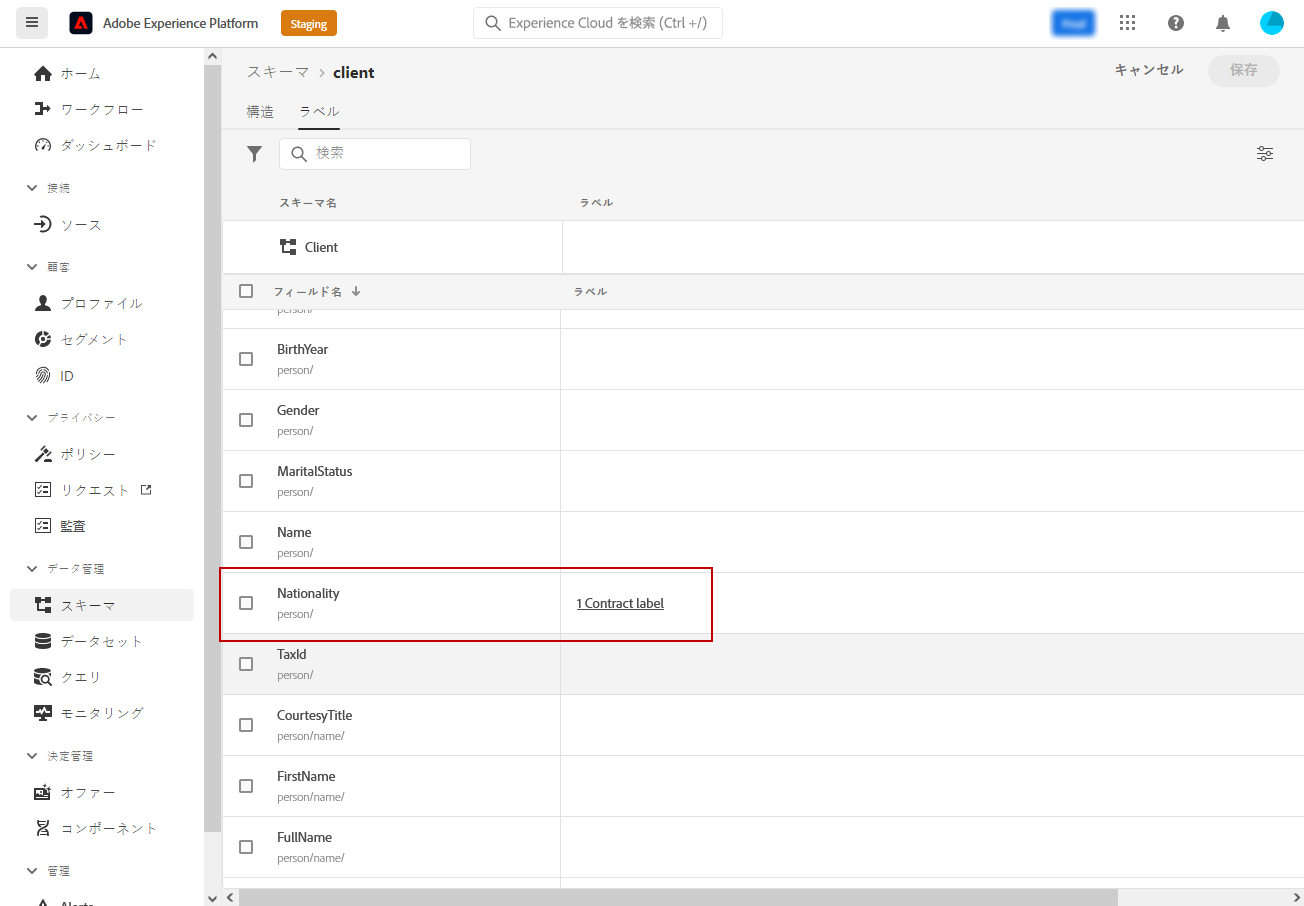 Adobe Experience Platform
Staging
Experience Cloud を検索 (Ctrl +/)
ホーム
ワークフロー
ダッシュボード
接続
ソース
顧客
プロファイル
セグメント
ID
プライバシー
ポリシー
リクエスト
監査
データ管理
スキーマ
データセット
クエリ
モニタリング
決定管理
オファー
コンポーネント
管理
Alerts
スキーマ > client
キャンセル
保存
構造
ラベル
検索
スキーマ名
ラベル
Client
フィールド名
ラベル
person/
BirthYear
person/
Gender
person/
MaritalStatus
person/
Name
person/
Nationality
person/
1 Contract label
TaxId
person/
CourtesyTitle
person/name/
FirstName
person/name/
FullName
person/name/